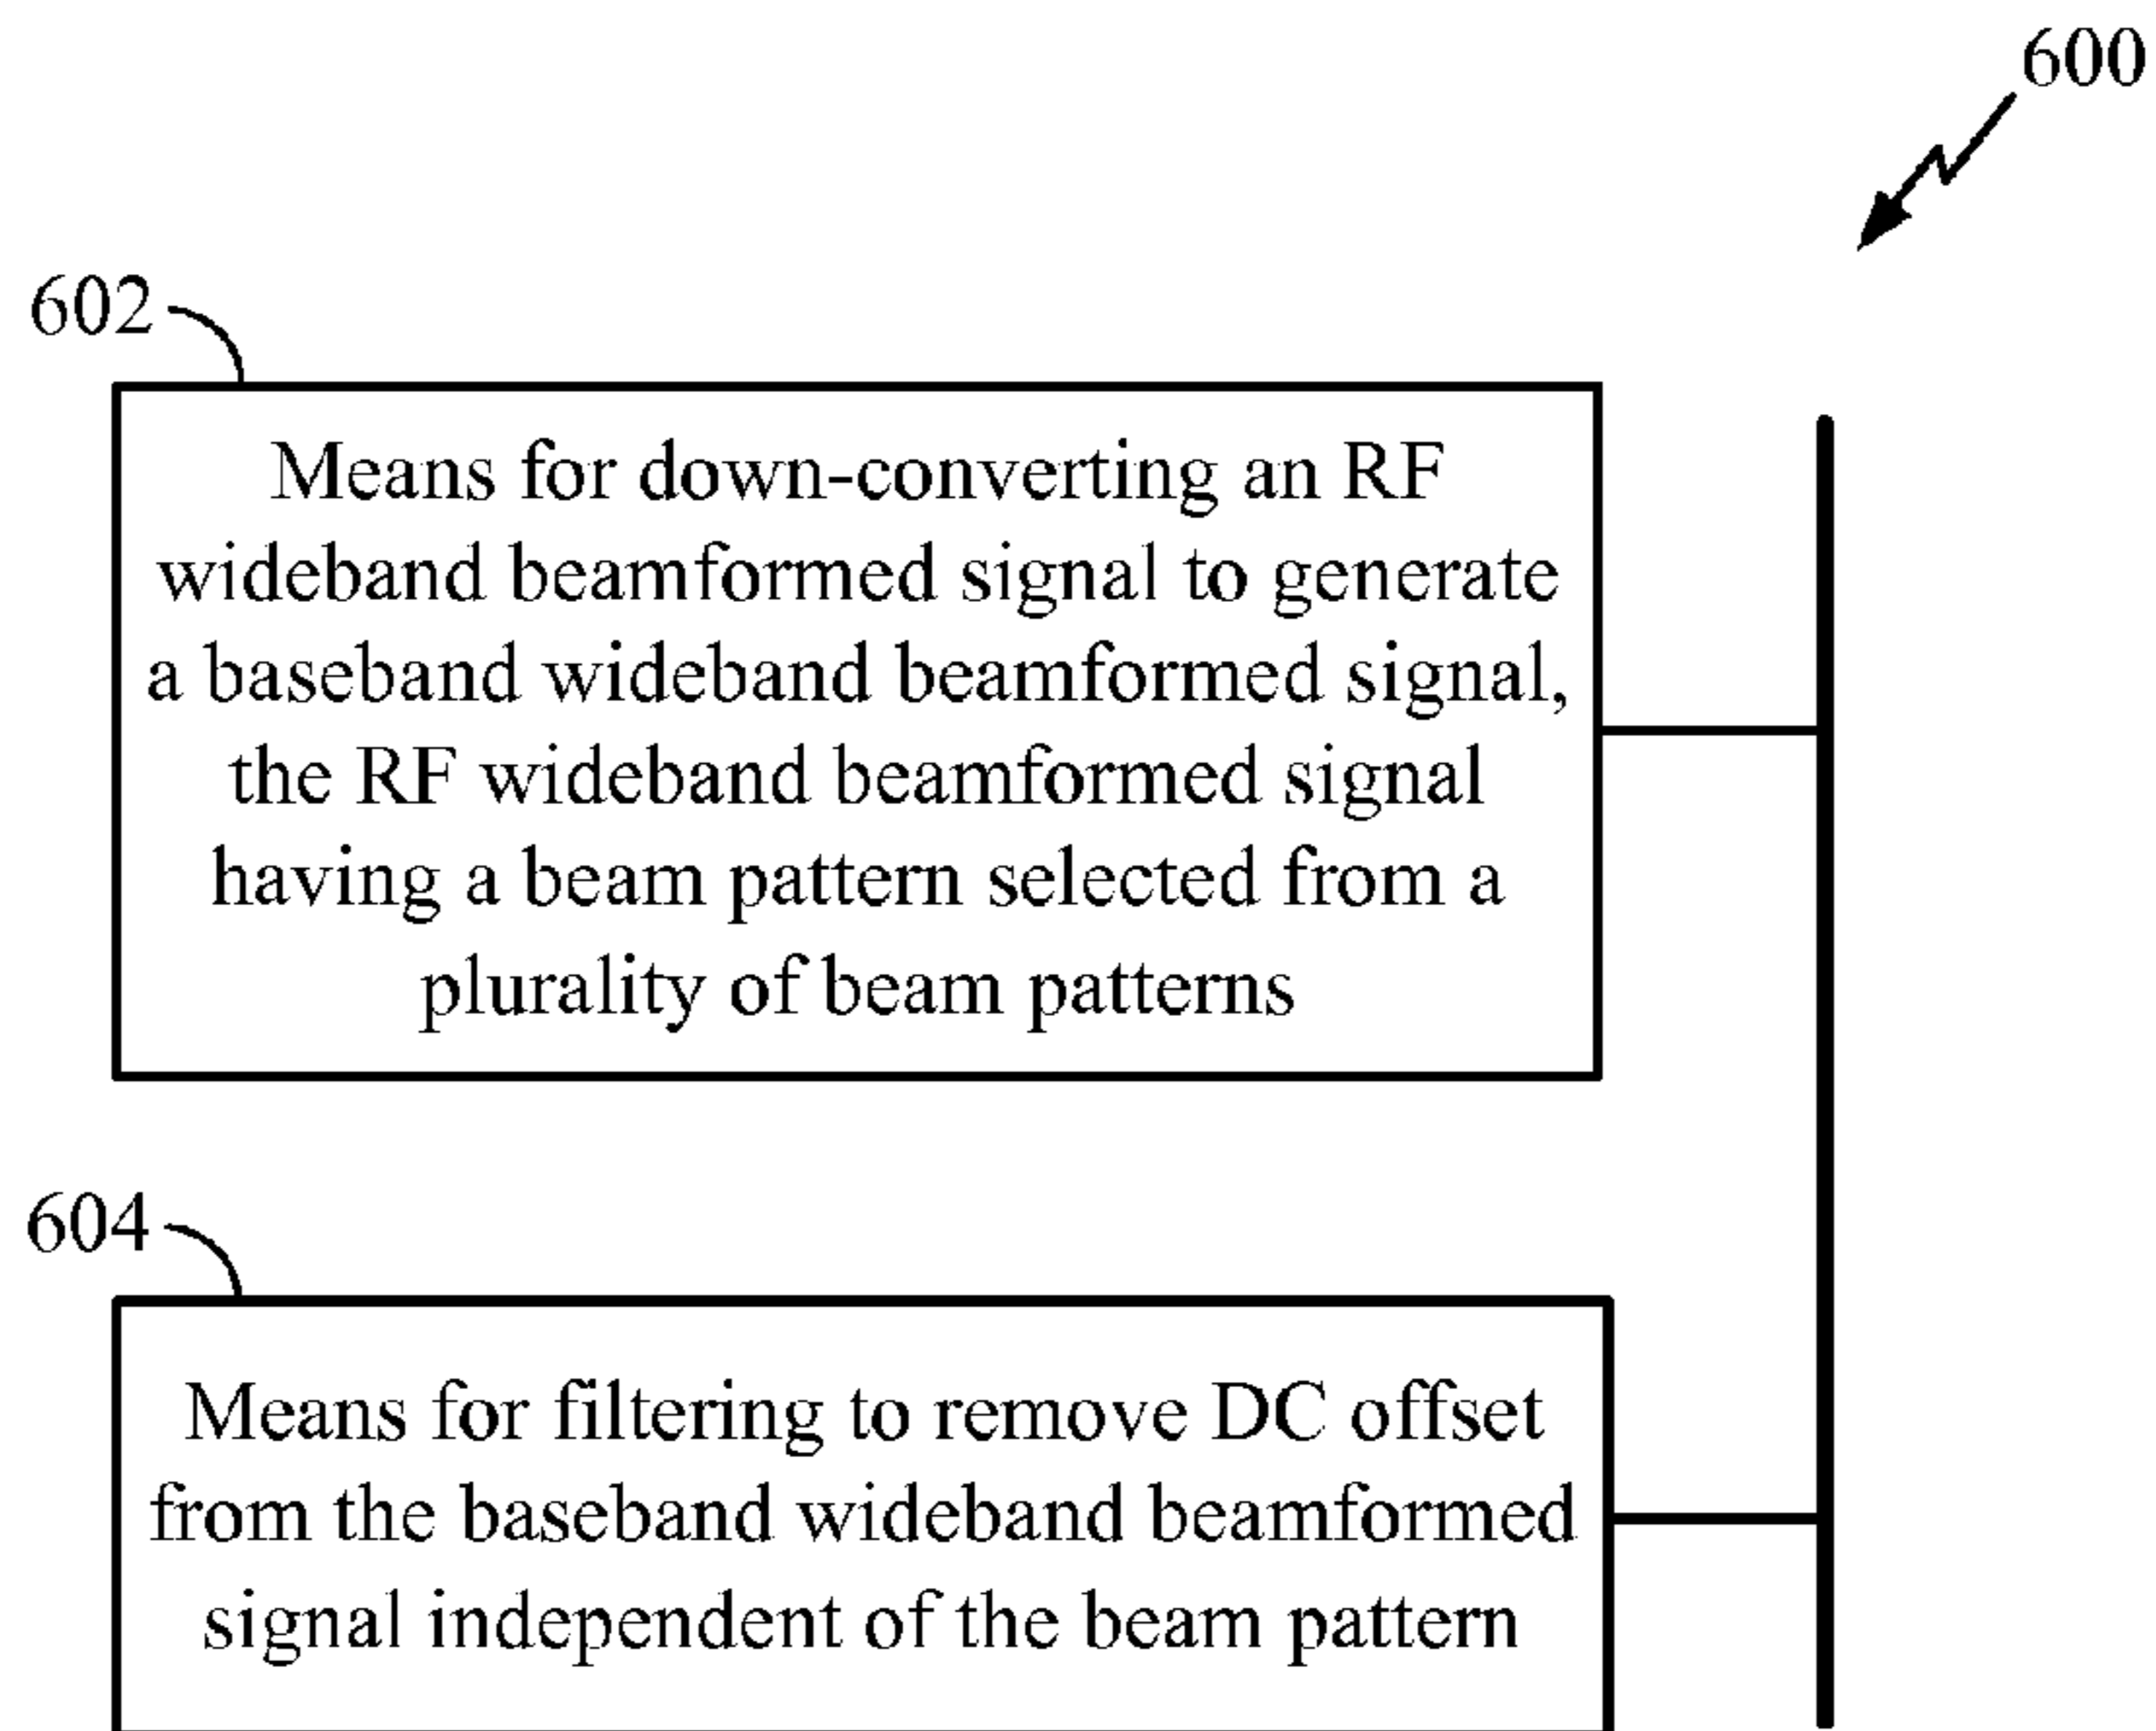 600
602
Means for down-converting an RF
wideband beamformed signal to generate
a baseband wideband beamformed signal,
the RF wideband beamformed signal
having a beam pattern selected from a
plurality of beam patterns
604
Means for filtering to remove DC offset
from the baseband wideband beamformed
signal independent of the beam pattern